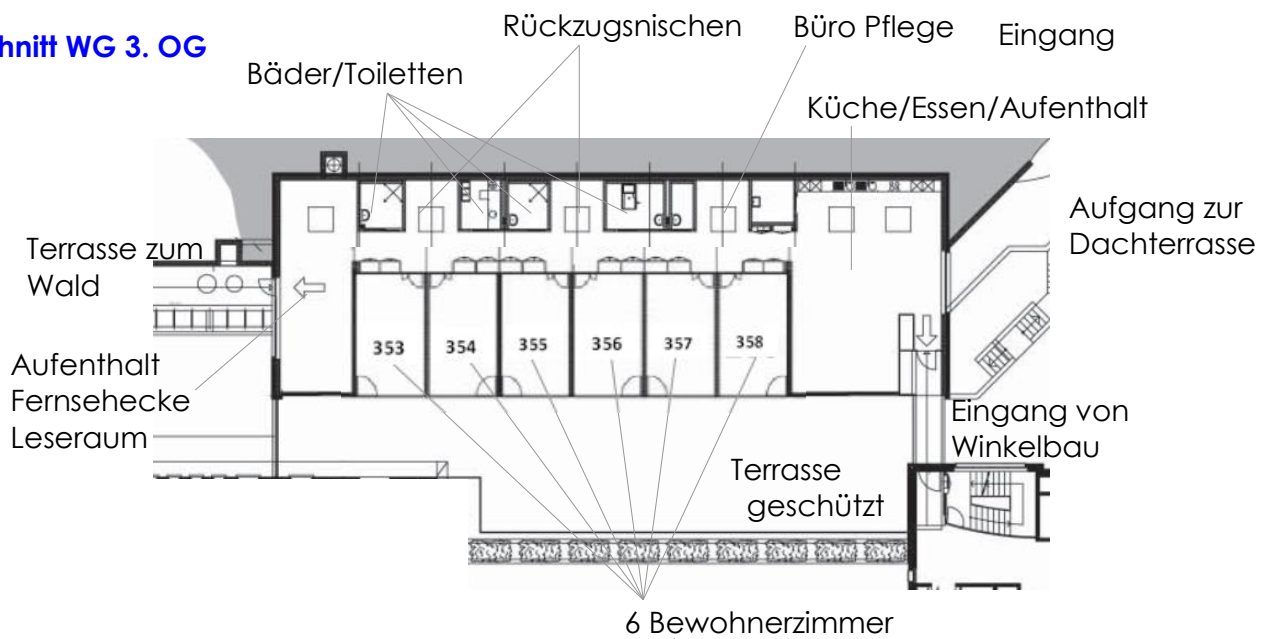 hnitt WG 3. OG
Rückzugsnischen
Büro Pflege
Eingang
Bäder/Toiletten
Küche/Essen/Aufenthalt
Aufgang zur
Dachterrasse
Terrasse zum
Wald
353
354
355
356
357
358
Aufenthalt
Fernsehecke
Leseraum
Eingang von
Winkelbau
Terrasse
geschützt
6 Bewohnerzimmer